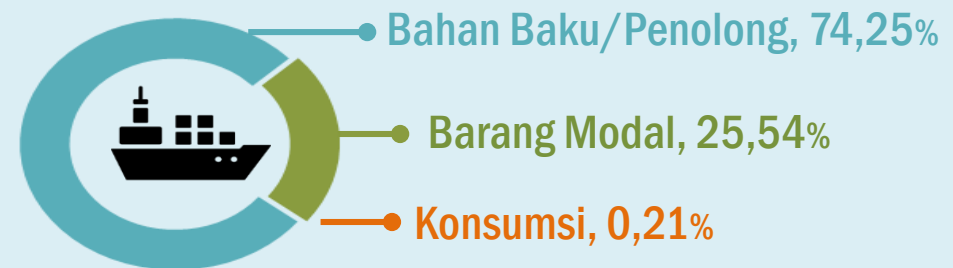 Bahan Baku/Penolong, 74,25%
Barang Modal, 25,54%
Konsumsi, 0,21%